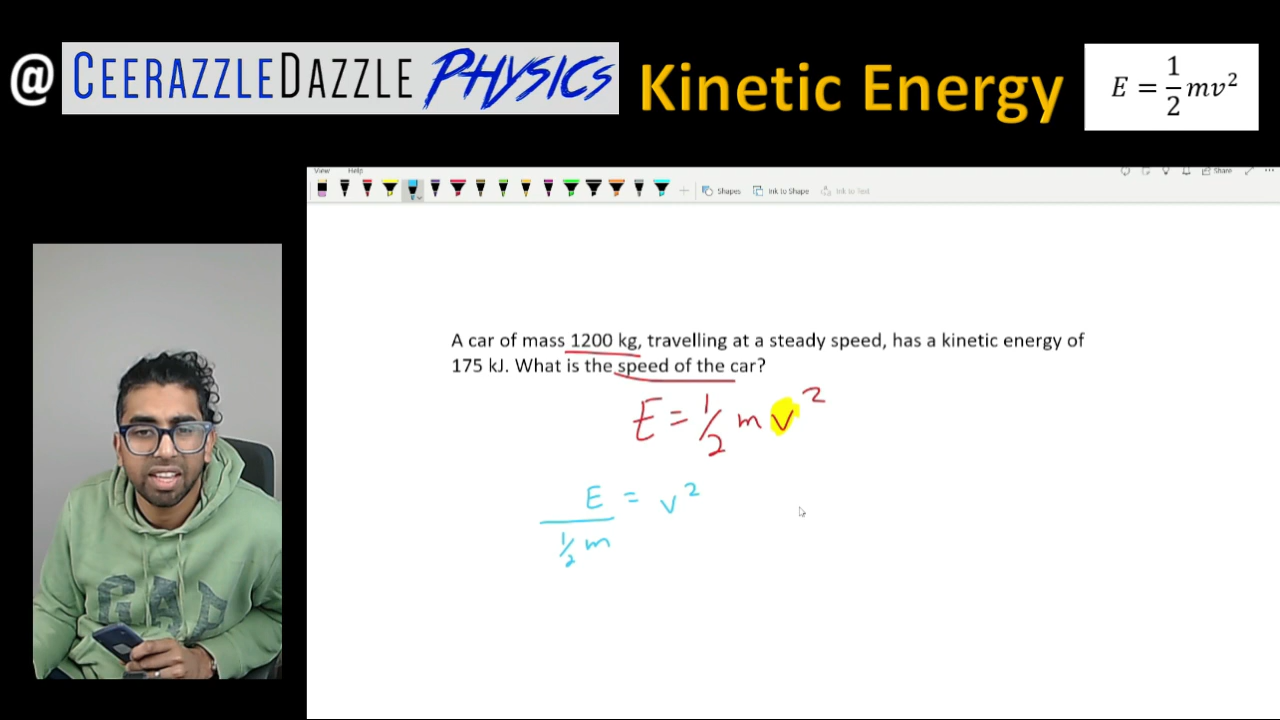 @ CEERAZZLEDAZZLE PHYSICS Kinetic Energy E = 1/2 mv²
View Help Share ...
Shapes Ink to Shape Ink to Text
A car of mass 1200 kg, travelling at a steady speed, has a kinetic energy of
175 kJ. What is the speed of the car?
E = 1/2 m v²
E / 1/2 m = v²
GAP